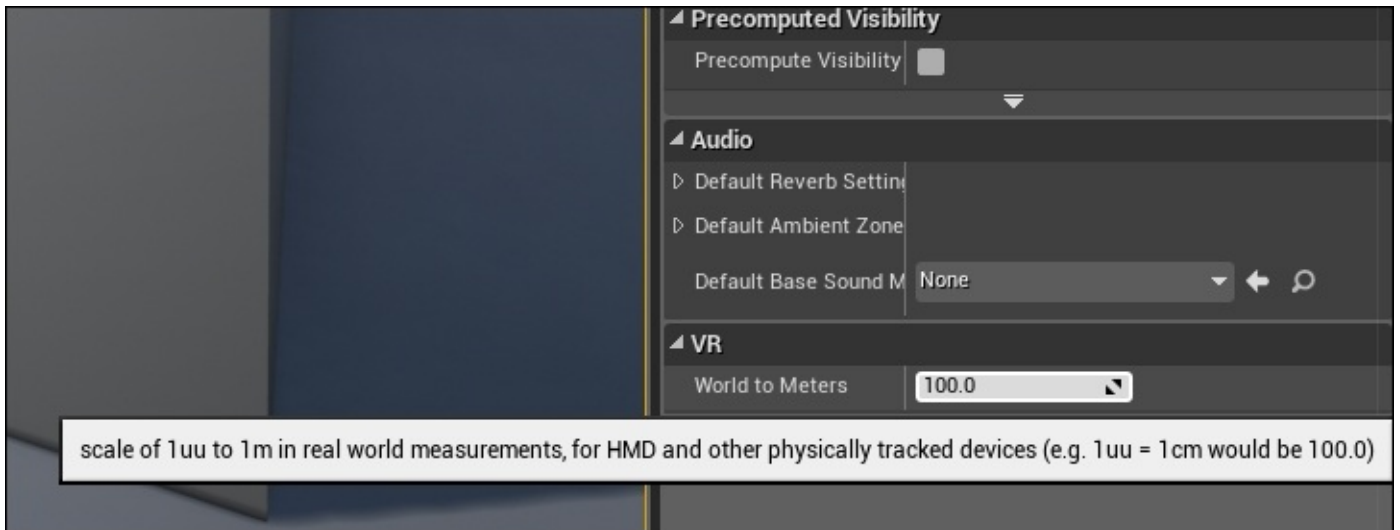 Precomputed Visibility
Precompute Visibility
Audio
Default Reverb Setting
Default Ambient Zone
Default Base Sound M
None
VR
World to Meters
100.0
scale of 1uu to 1m in real world measurements, for HMD and other physically tracked devices (e.g. 1uu = 1cm would be 100.0)